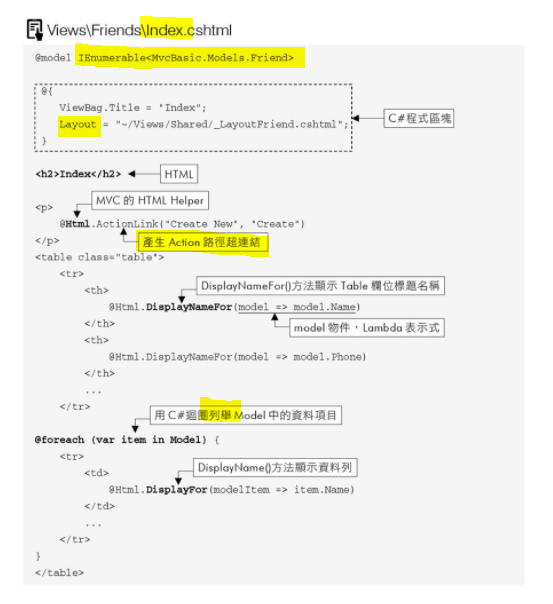 Views\Friends\Index.cshtml
@model IEnumerable<MvcBasic.Models.Friend>
@{
ViewBag.Title = "Index";
Layout = "~/Views/Shared/_LayoutFriend.cshtml";
C#程式區塊
}
<h2>Index</h2>
HTML
MVC 的 HTML Helper
<p>
@Html.ActionLink("Create New", "Create")
</p>
產生 Action 路徑超連結
<table class="table">
<tr>
DisplayNameFor()方法顯示 Table 欄位標題名稱
<th>
@Html.DisplayNameFor(model => model.Name)
</th>
model 物件，Lambda 表示式
<th>
@Html.DisplayNameFor(model => model.Phone)
</th>
...
</tr>
用 C#迴圈列舉 Model 中的資料項目
@foreach (var item in Model) {
<tr>
<td>
DisplayName()方法顯示資料列
@Html.DisplayFor(modelItem => item.Name)
</td>
...
</tr>
}
</table>